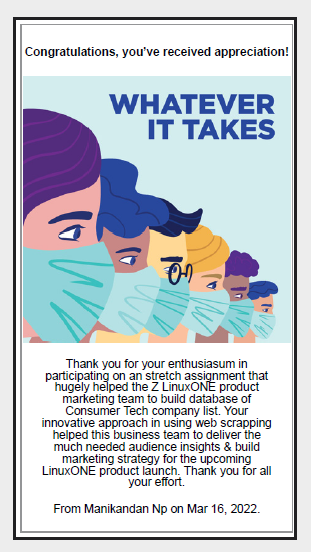 Congratulations, you've received appreciation!
WHATEVER
IT TAKES
Thank you for your enthusiasum in
participating on an stretch assignment that
hugely helped the Z LinuxONE product
marketing team to build database of
Consumer Tech company list. Your
innovative approach in using web scrapping
helped this business team to deliver the
much needed audience insights & build
marketing strategy for the upcoming
LinuxONE product launch. Thank you for all
your effort.
From Manikandan Np on Mar 16, 2022.